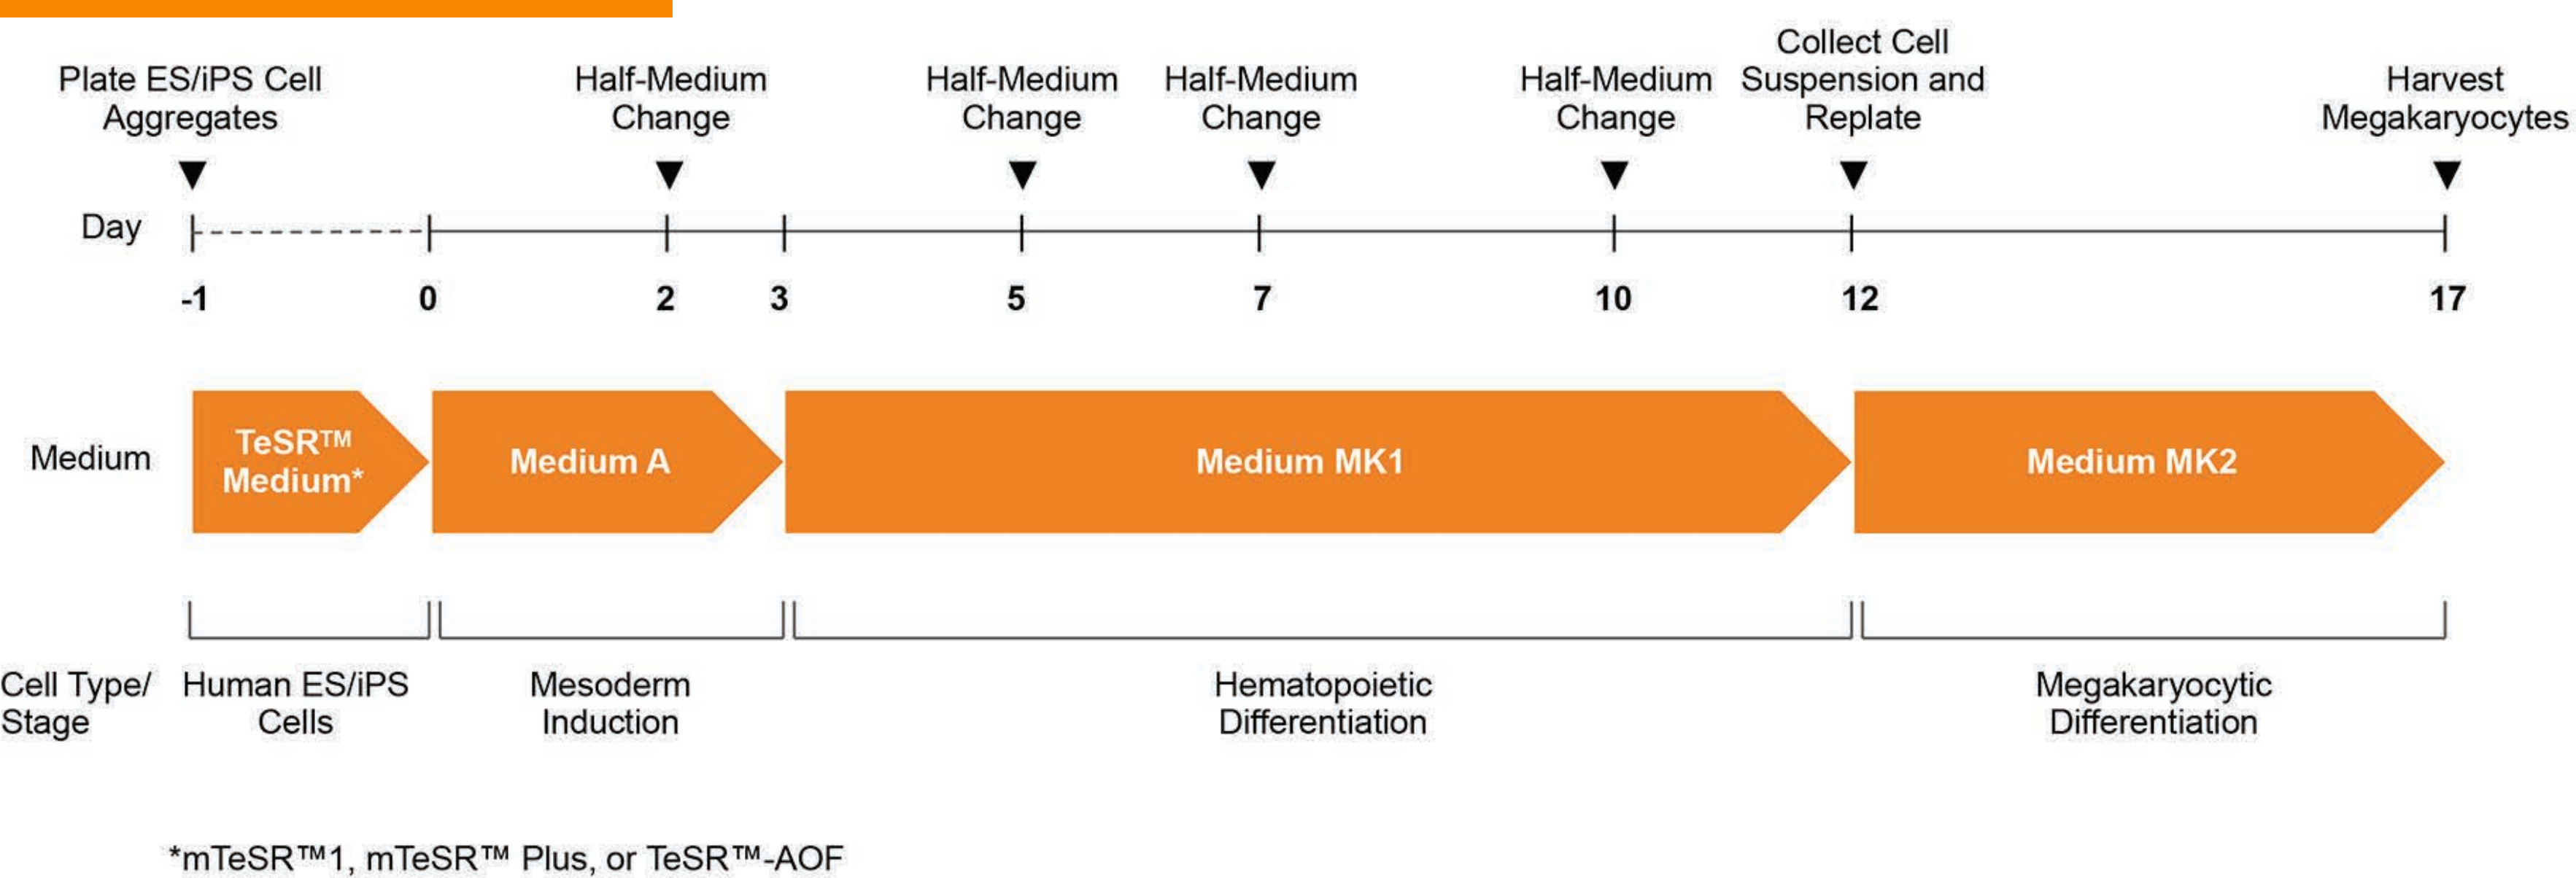 Plate ES/iPS Cell
Aggregates
Half-Medium
Change
Half-Medium
Change
Half-Medium
Change
Half-Medium
Change
Collect Cell
Suspension and
Replate
Harvest
Megakaryocytes
Day
-1 0 2 3 5 7 10 12 17
Medium
TeSR™
Medium*
Medium A
Medium MK1
Medium MK2
Cell Type/
Stage
Human ES/iPS
Cells
Mesoderm
Induction
Hematopoietic
Differentiation
Megakaryocytic
Differentiation
*mTeSR™1, mTeSR™ Plus, or TeSR™-AOF